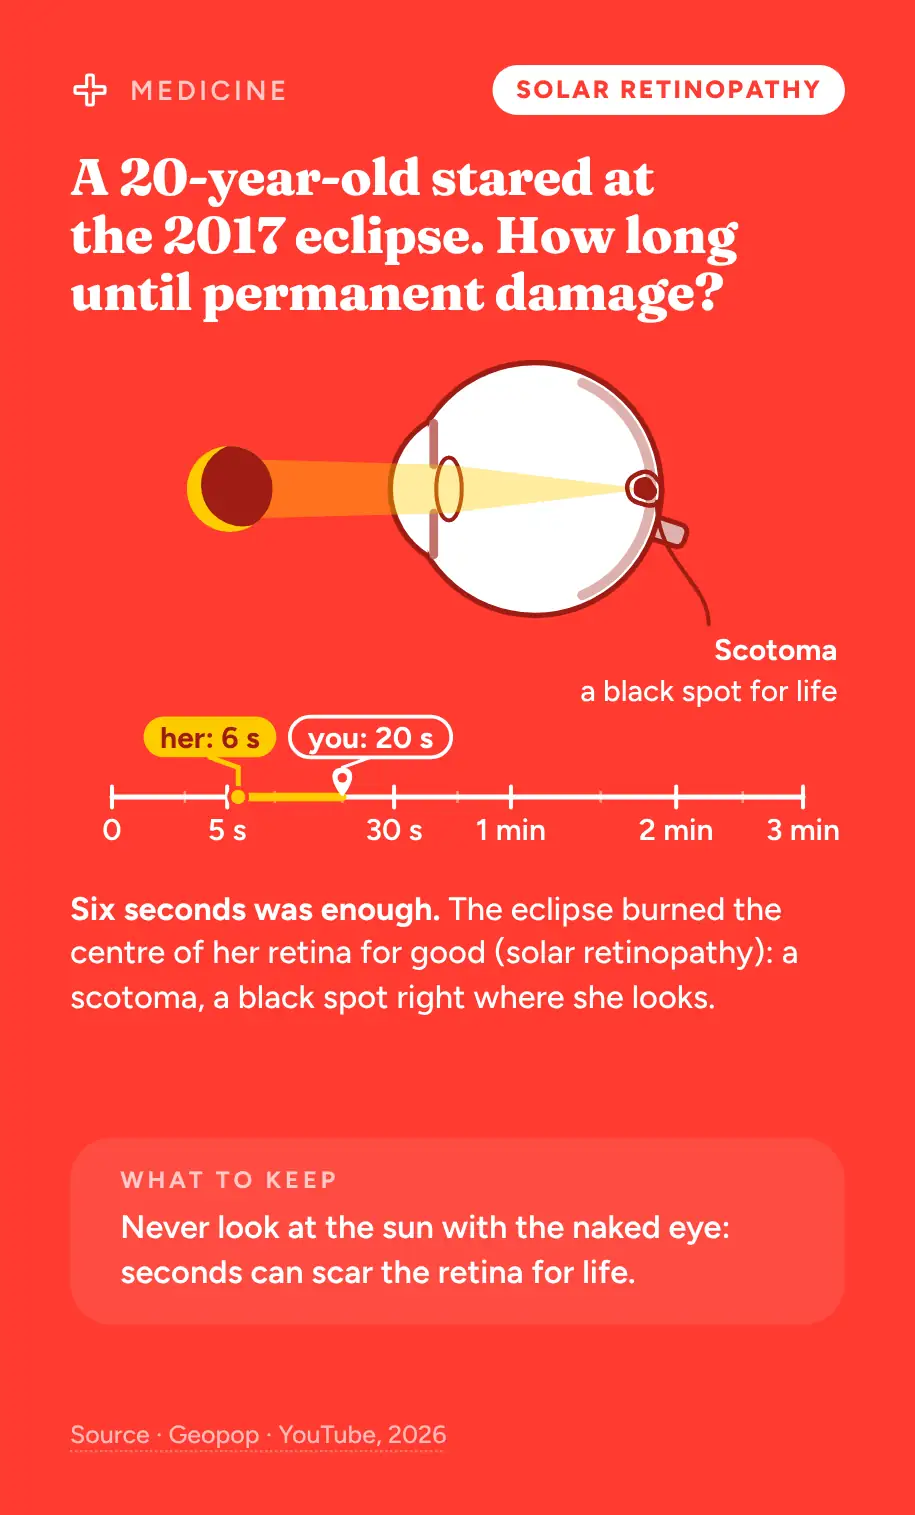 MEDICINE
SOLAR RETINOPATHY
A 20-year-old stared at
the 2017 eclipse. How long
until permanent damage?
Scotoma
a black spot for life
her: 6 s
you: 20 s
0
5 s
30 s
1 min
2 min
3 min
Six seconds was enough. The eclipse burned the
centre of her retina for good (solar retinopathy): a
scotoma, a black spot right where she looks.
WHAT TO KEEP
Never look at the sun with the naked eye:
seconds can scar the retina for life.
Source · Geopop · YouTube, 2026